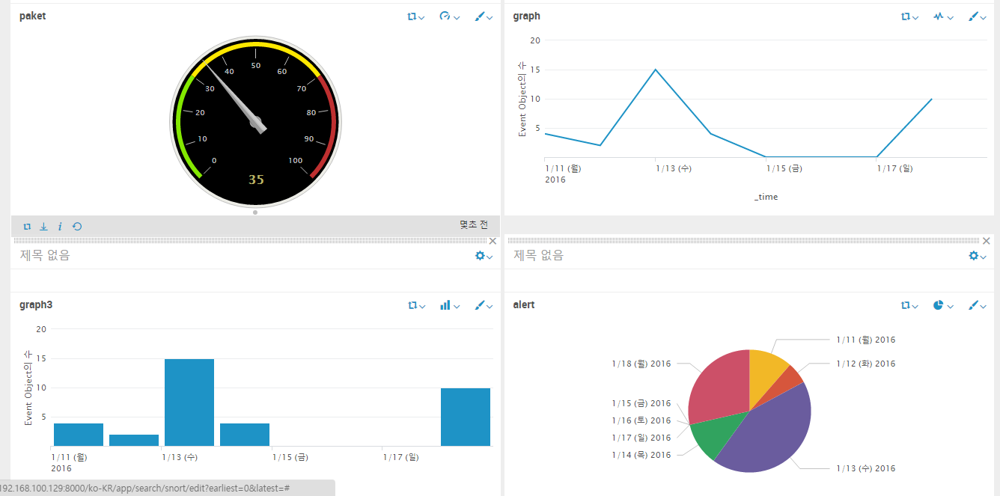 paket
0
10
20
30
40
50
60
70
80
90
100
35
몇초 전
graph
Event Object의 수
20
15
10
5
1/11 (월)
2016
1/13 (수)
1/15 (금)
1/17 (일)
_time
제목 없음
제목 없음
graph3
Event Object의 수
20
15
10
5
1/11 (월)
2016
1/13 (수)
1/15 (금)
1/17 (일)
alert
1/11 (월) 2016
1/12 (화) 2016
1/18 (월) 2016
1/15 (금) 2016
1/16 (토) 2016
1/17 (일) 2016
1/14 (목) 2016
1/13 (수) 2016
192.168.100.129:8000/ko-KR/app/search/snort/edit?earliest=0&latest=#